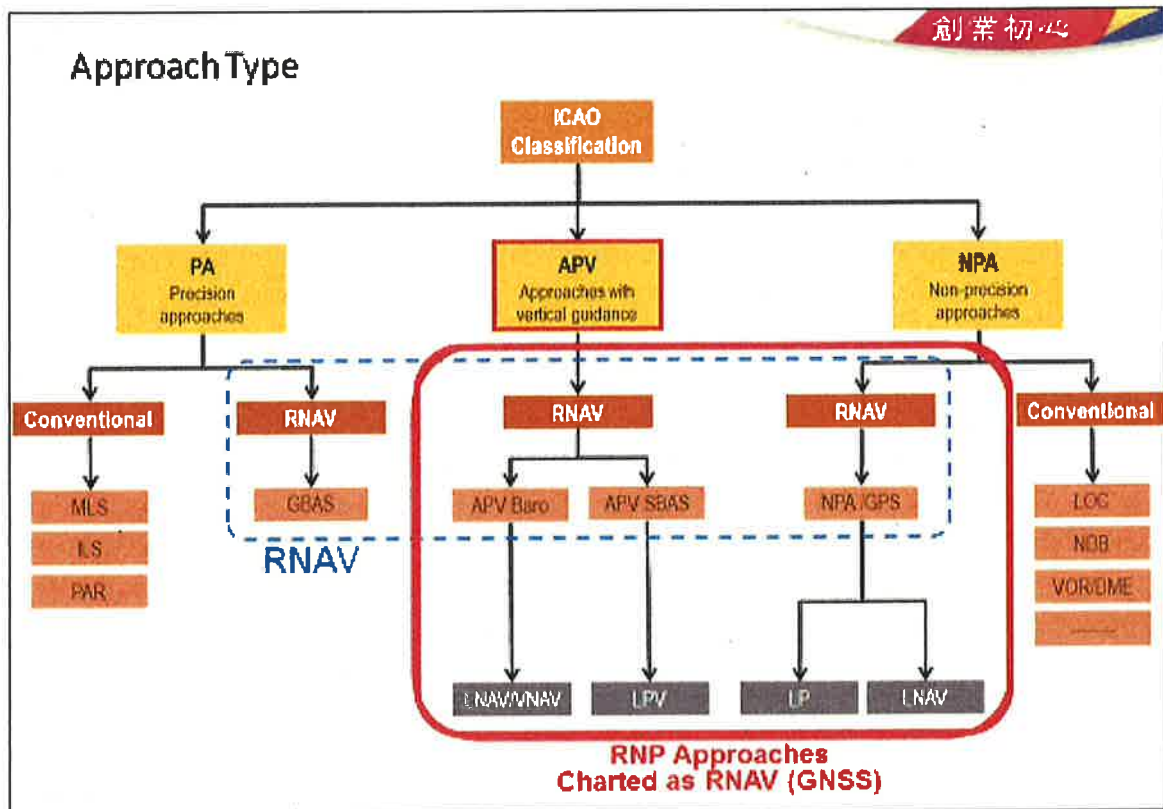 創業初心
Approach Type
ICAO
Classification
PA
Precision
approaches
APV
Approaches with
vertical guidance
NPA
Non-precision
approaches
Conventional
RNAV
RNAV
RNAV
Conventional
MLS
ILS
PAR
GBAS
APV Baro
APV SBAS
NPA /GPS
LOC
NDB
VOR/DME
RNAV
LNAV/VNAV
LPV
LP
LNAV
RNP Approaches
Charted as RNAV (GNSS)